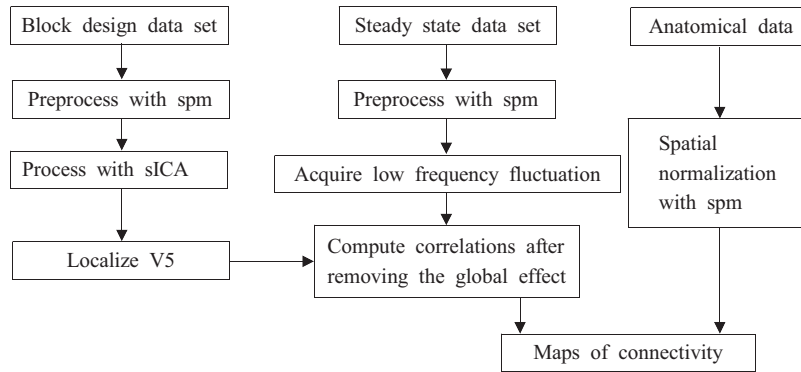 Block design data set
Steady state data set
Anatomical data
Preprocess with spm
Preprocess with spm
Process with sICA
Acquire low frequency fluctuation
Spatial
normalization
with spm
Localize V5
Compute correlations after
removing the global effect
Maps of connectivity